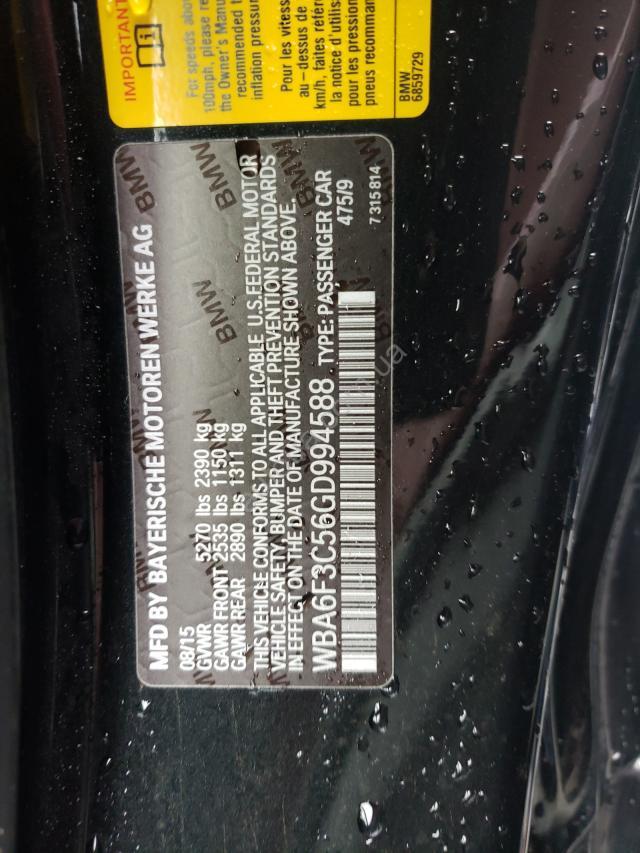 IMPORTANT
For speeds abov
100mph, please re
the Owner's Manu
recommended t
inflation pressur
Pour les vitess
au-dessus de
km/h, faites référ
la notice d'utilis
pour les pression
pneus recomman
BMW
6859729
MFD BY BAYERISCHE MOTOREN WERKE AG
08/15
GVWR 5270 lbs 2390 kg
GAWR FRONT 2535 lbs 1150 kg
GAWR REAR 2890 lbs 1311 kg
THIS VEHICLE CONFORMS TO ALL APPLICABLE U.S. FEDERAL MOTOR
VEHICLE SAFETY, BUMPER AND THEFT PREVENTION STANDARDS
IN EFFECT ON THE DATE OF MANUFACTURE SHOWN ABOVE.
WBA6F3C56GD994588 TYPE: PASSENGER CAR
475/9
7315814